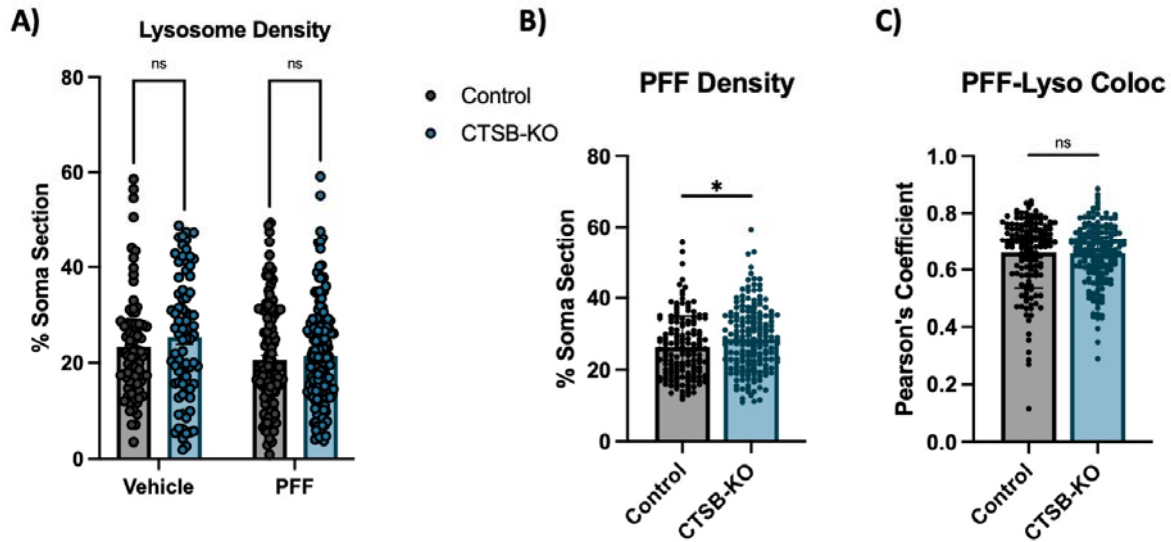 A)
Lysosome Density
ns
ns
80
60
40
20
0
% Soma Section
Vehicle
PFF
Control
CTSB-KO
B)
PFF Density
*
80
60
40
20
0
% Soma Section
Control
CTSB-KO
C)
PFF-Lyso Coloc
ns
1.0
0.8
0.6
0.4
0.2
0.0
Pearson's Coefficient
Control
CTSB-KO